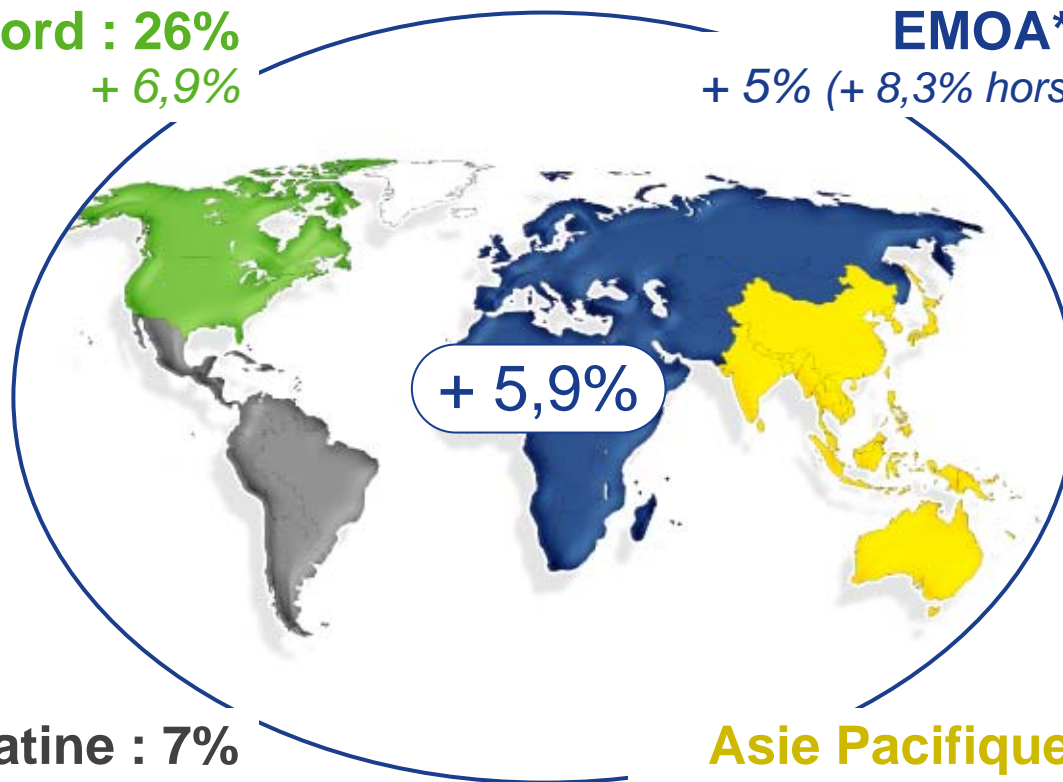 ord : 26%
+ 6,9%
EMOA*
+ 5% (+ 8,3% hors
+ 5,9%
atine : 7%
Asie Pacifique